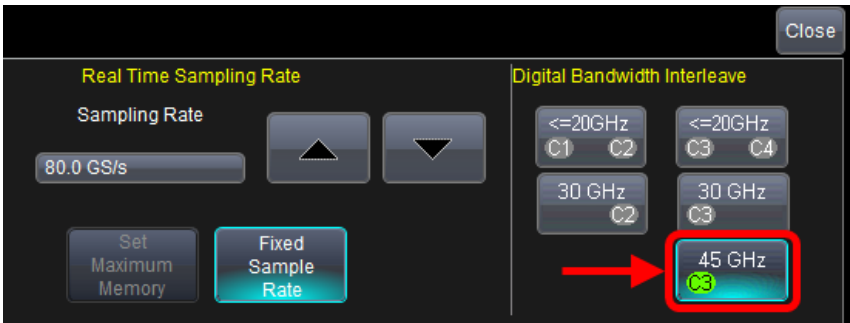 Close
Real Time Sampling Rate
Sampling Rate
80.0 GS/s
Set
Maximum
Memory
Fixed
Sample
Rate
Digital Bandwidth Interleave
<=20GHz
C1 C2
<=20GHz
C3 C4
30 GHz
C2
30 GHz
C3
45 GHz
C3